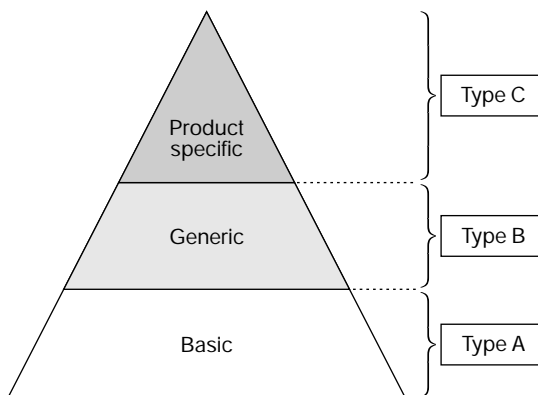 Product
specific
Type C
Generic
Type B
Basic
Type A